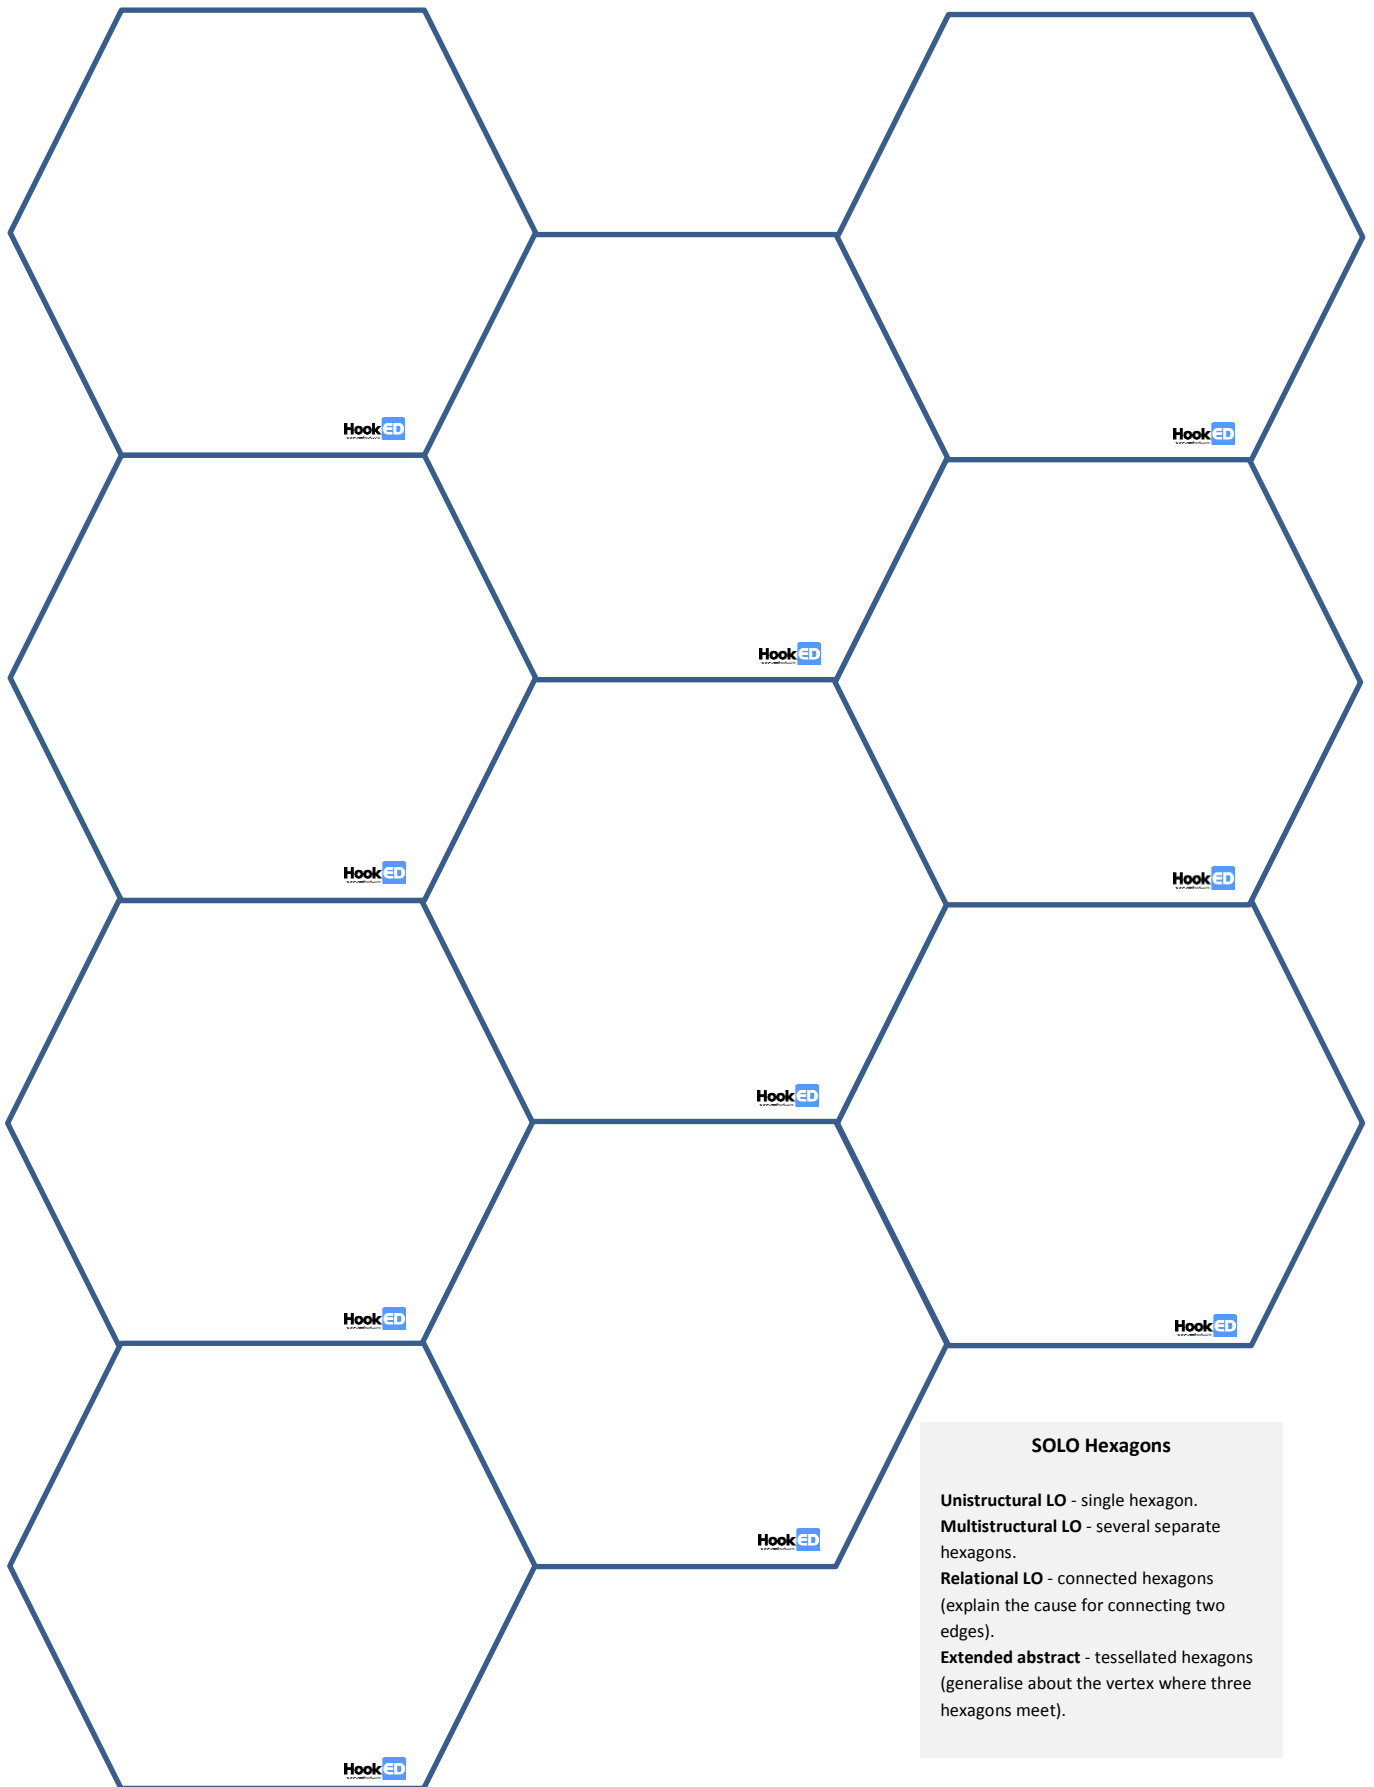 HookED
HookED
HookED
HookED
HookED
HookED
HookED
HookED
HookED
HookED
SOLO Hexagons
Unistructural LO - single hexagon.
Multistructural LO - several separate
hexagons.
Relational LO - connected hexagons
(explain the cause for connecting two
edges).
Extended abstract - tessellated hexagons
(generalise about the vertex where three
hexagons meet).